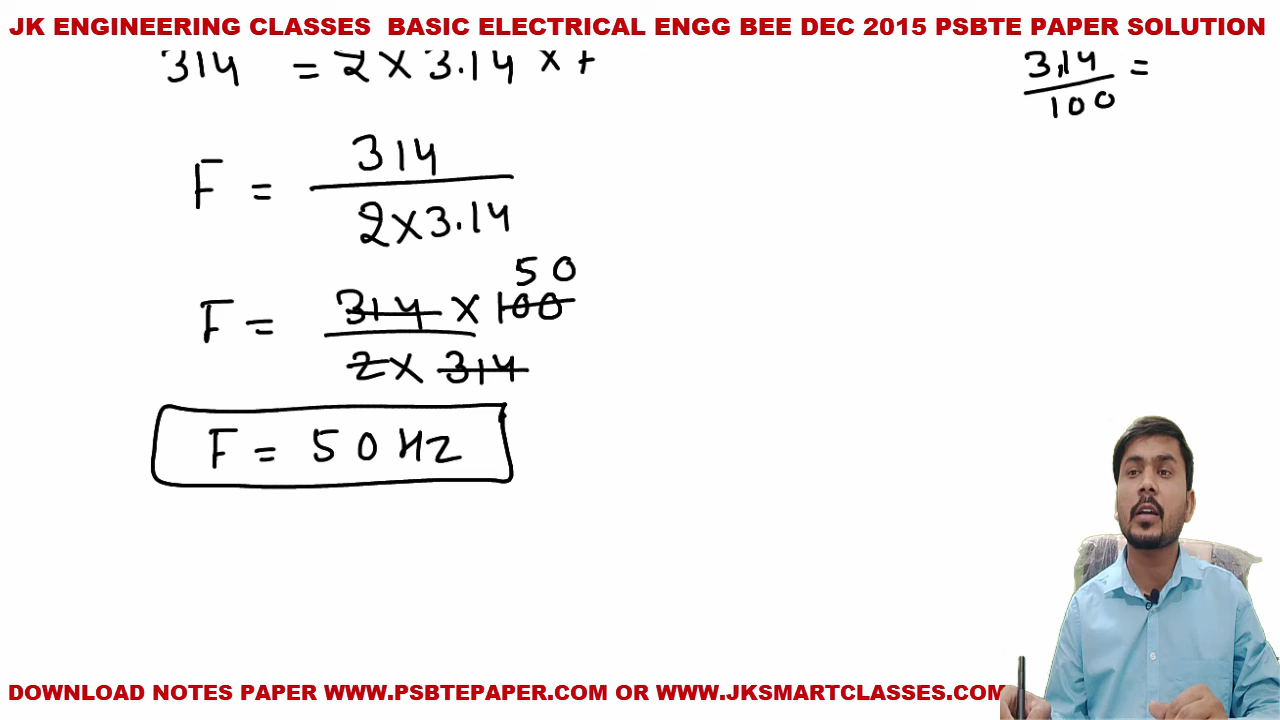 JK ENGINEERING CLASSES BASIC ELECTRICAL ENGG BEE DEC 2015 PSBTE PAPER SOLUTION
314 = 2 × 3.14 × f
3.14 / 100 =
F = 314 / 2×3.14
50
F = 314 × 100 / 2× 314
F = 50 Hz
DOWNLOAD NOTES PAPER WWW.PSBTEPAPER.COM OR WWW.JKSMARTCLASSES.COM